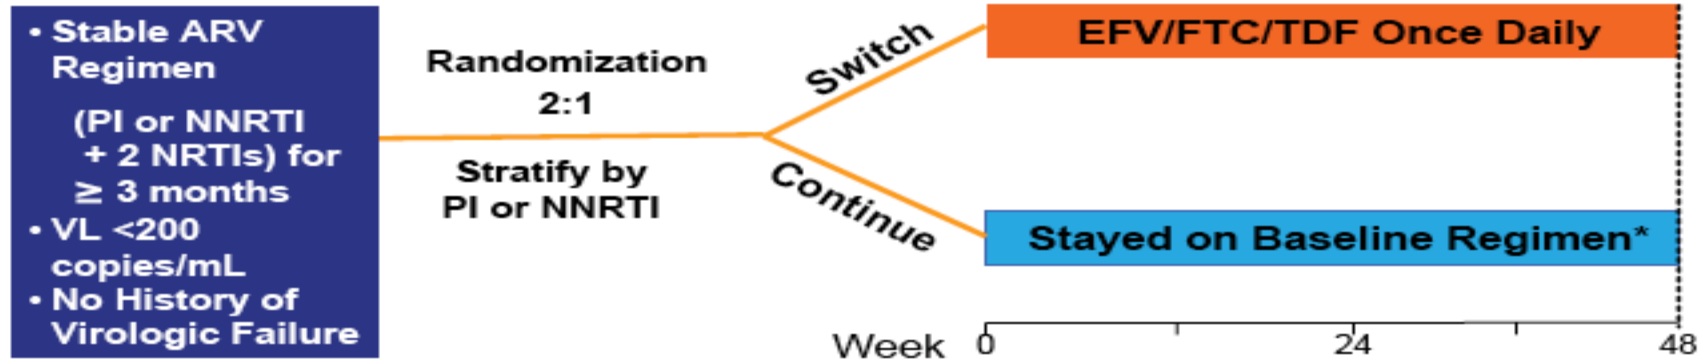 • Stable ARV
Regimen
(PI or NNRTI
+ 2 NRTIs) for
≥ 3 months
• VL <200
copies/mL
• No History of
Virologic Failure
Randomization
2:1
Stratify by
PI or NNRTI
Switch
Continue
EFV/FTC/TDF Once Daily
Stayed on Baseline Regimen*
Week 0 24 48